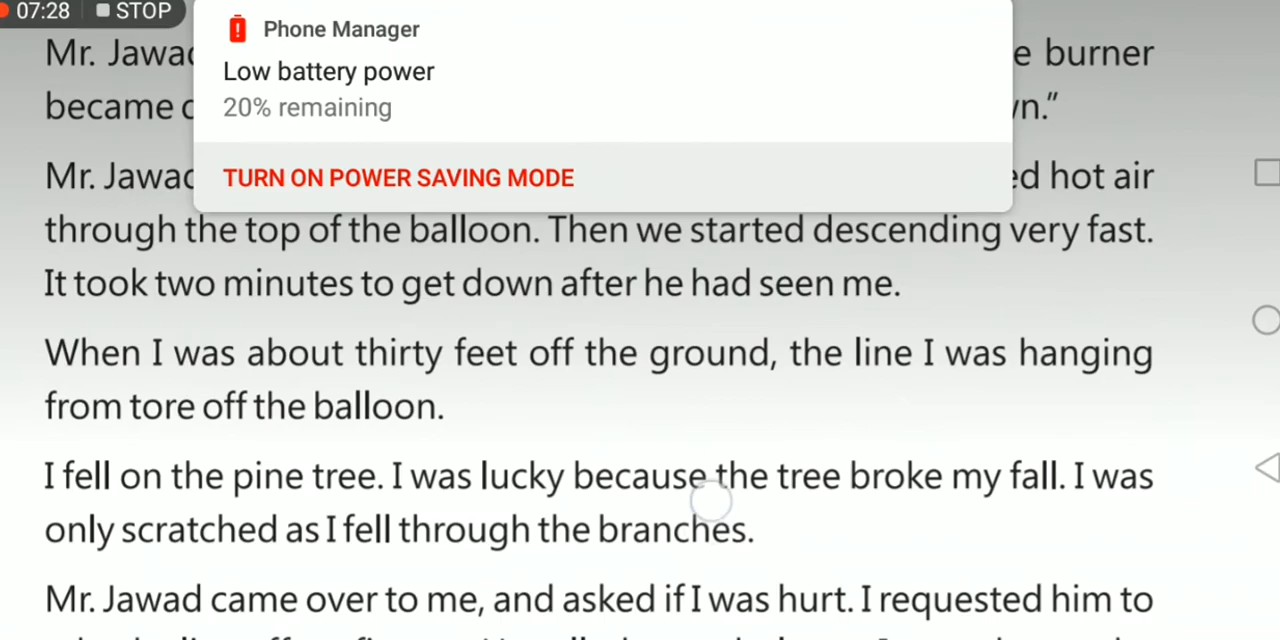 07:28 STOP
Phone Manager
Low battery power
20% remaining
TURN ON POWER SAVING MODE
Mr. Jawad e burner
became n.”
Mr. Jawad ed hot air
through the top of the balloon. Then we started descending very fast.
It took two minutes to get down after he had seen me.
When I was about thirty feet off the ground, the line I was hanging
from tore off the balloon.
I fell on the pine tree. I was lucky because the tree broke my fall. I was
only scratched as I fell through the branches.
Mr. Jawad came over to me, and asked if I was hurt. I requested him to